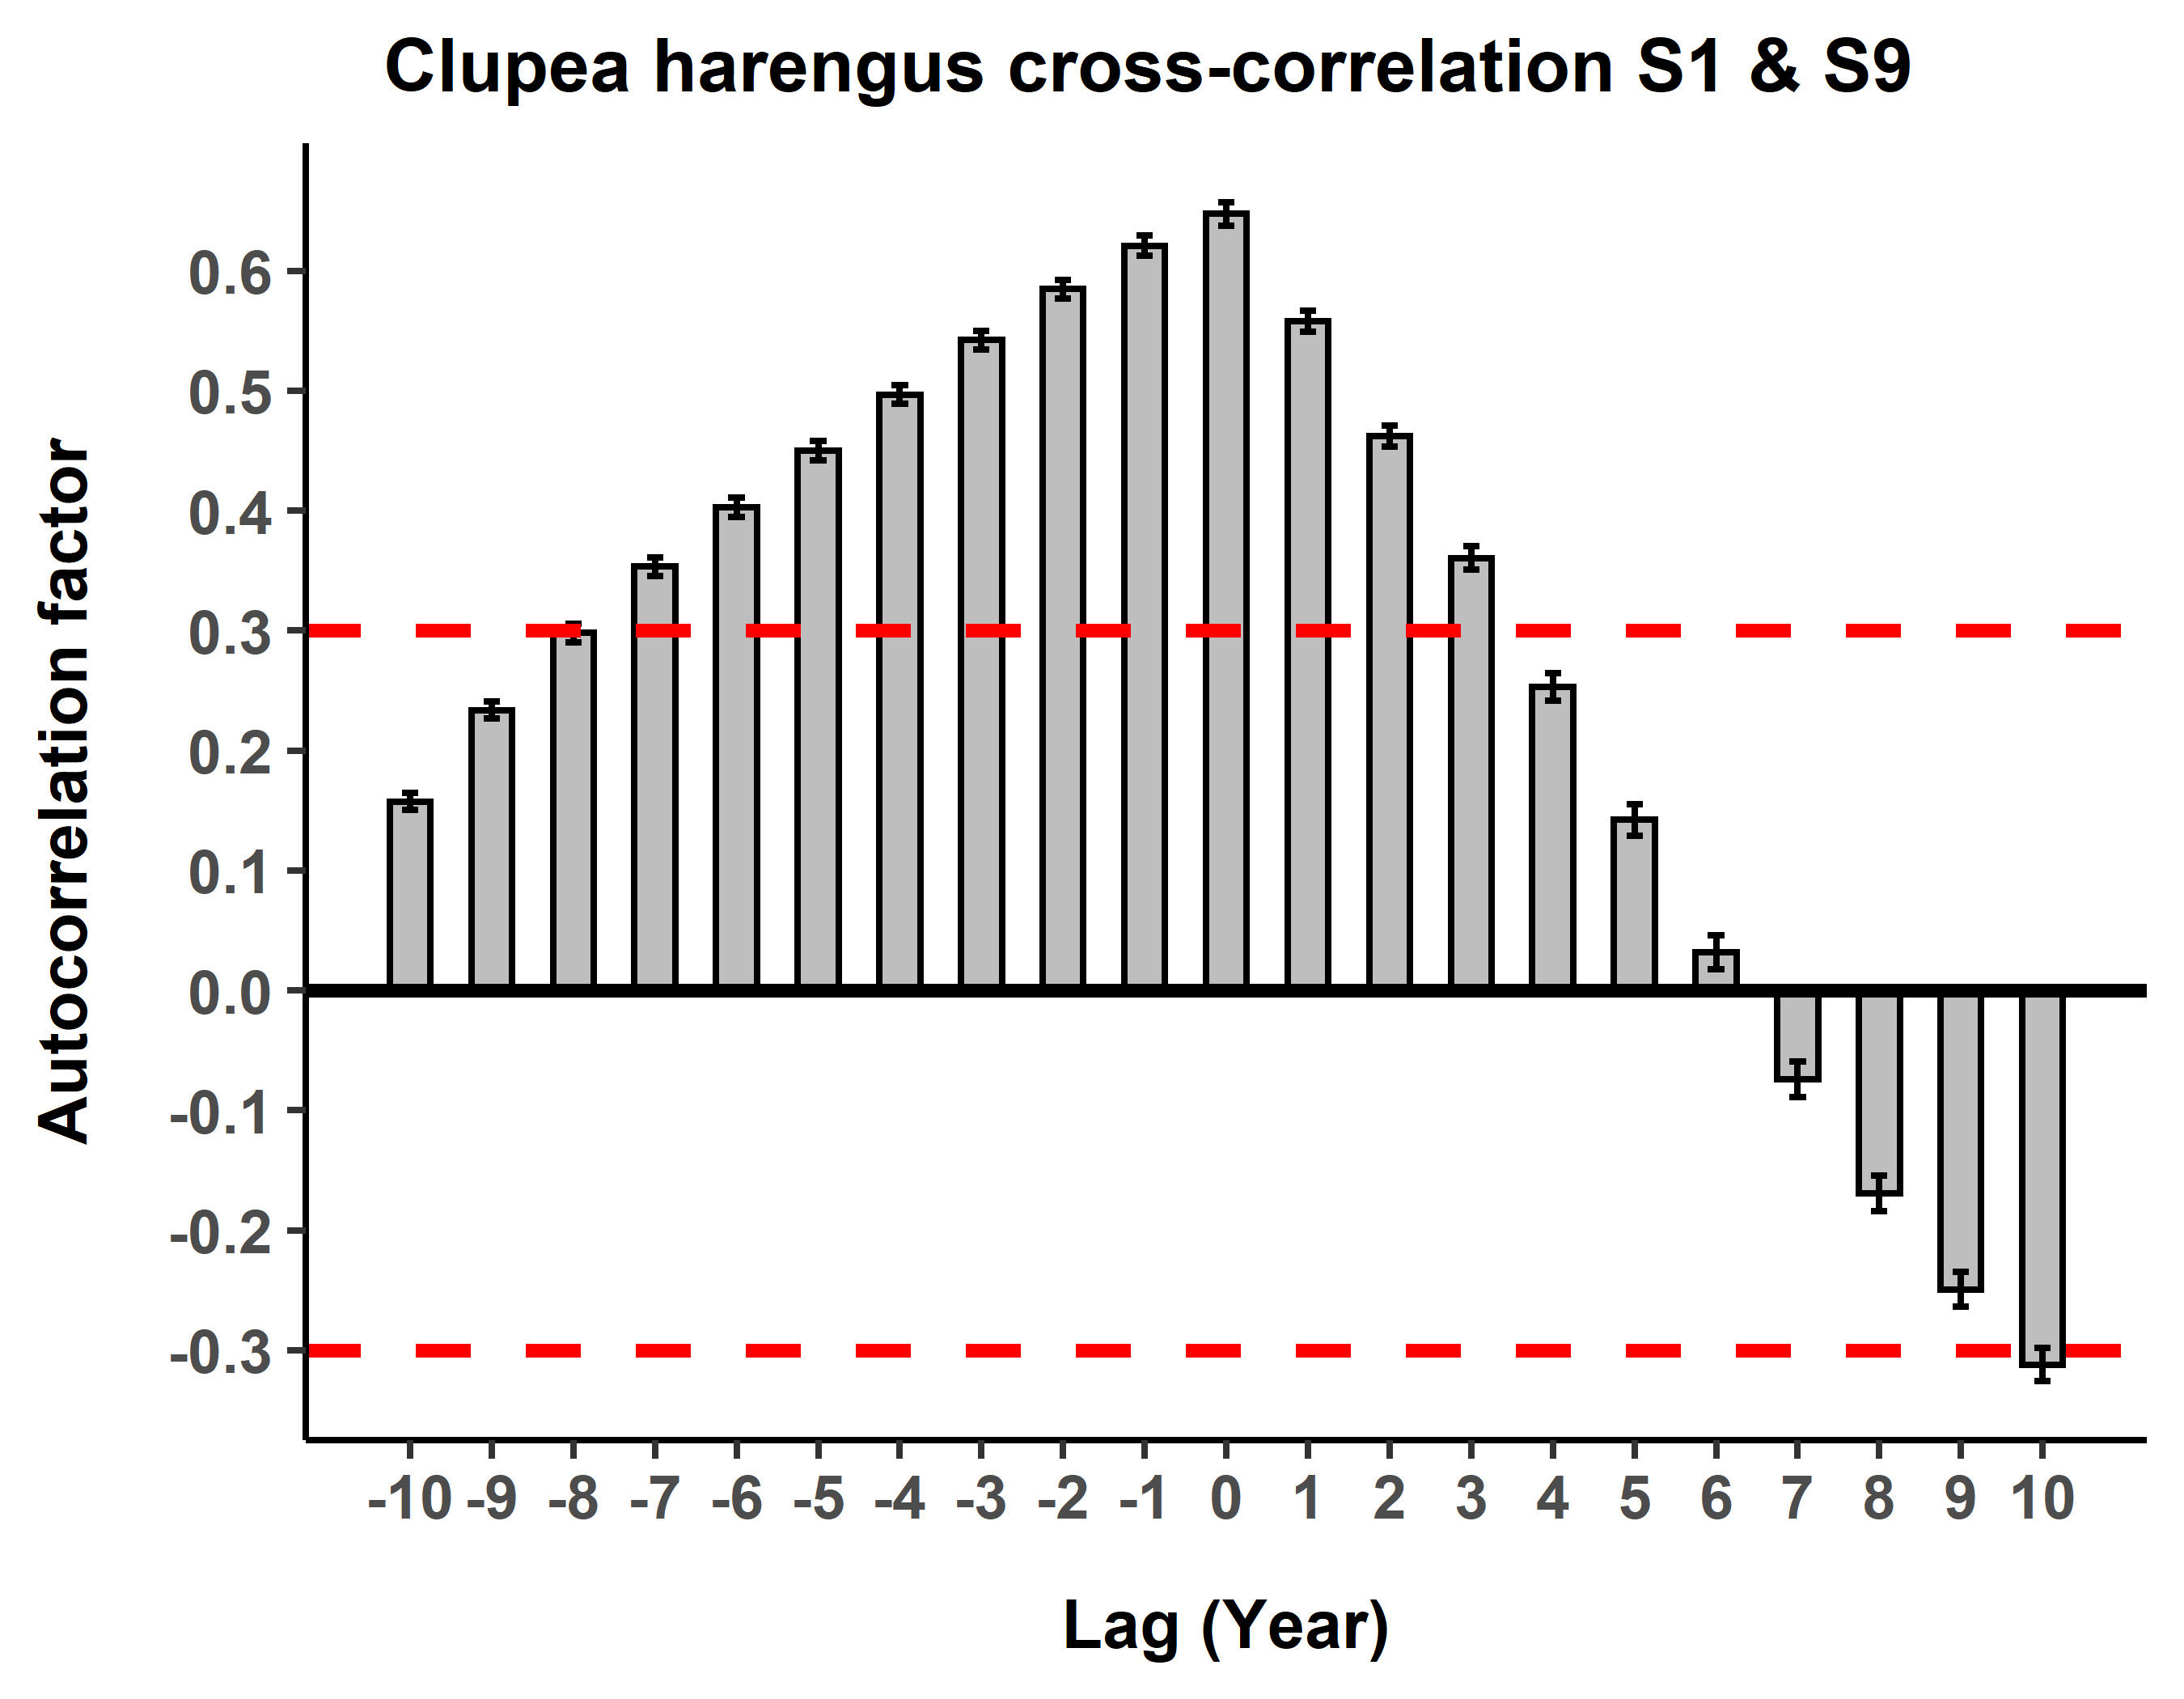 Clupea harengus cross-correlation S1 & S9
Autocorrelation factor
0.6
0.5
0.4
0.3
0.2
0.1
0.0
-0.1
-0.2
-0.3
-10 -9 -8 -7 -6 -5 -4 -3 -2 -1 0 1 2 3 4 5 6 7 8 9 10
Lag (Year)